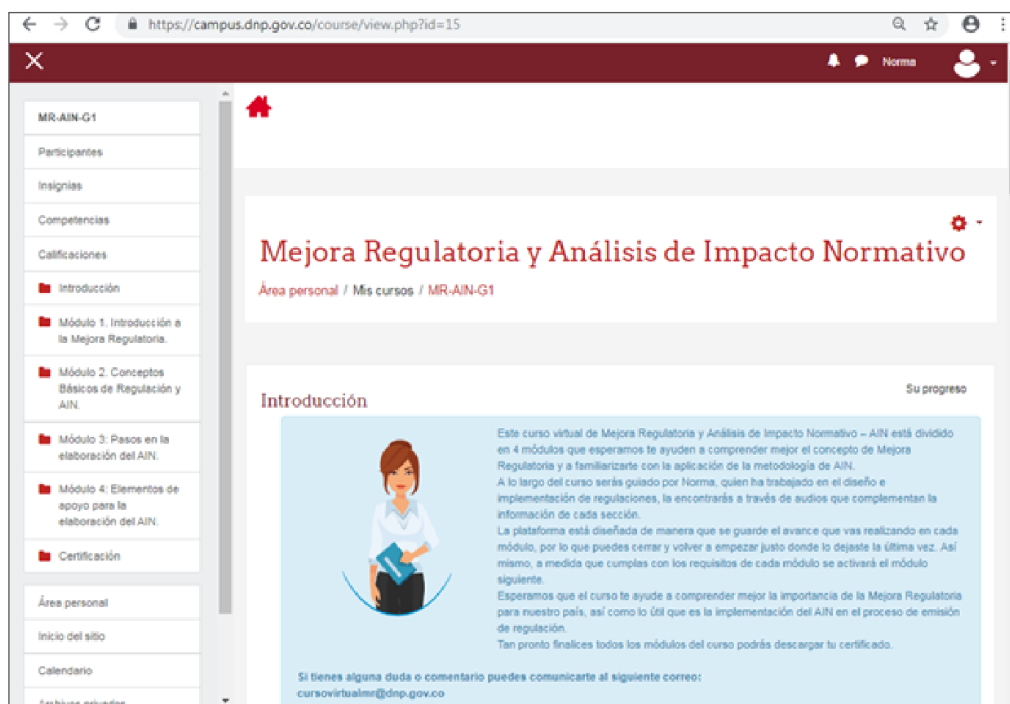 https://campus.dnp.gov.co/course/view.php?id=15
Norma
MR-AIN-G1
Participantes
Insignias
Competencias
Calificaciones
Introducción
Módulo 1. Introducción a
la Mejora Regulatoria.
Módulo 2. Conceptos
Básicos de Regulación y
AIN.
Módulo 3: Pasos en la
elaboración del AIN.
Módulo 4: Elementos de
apoyo para la
elaboración del AIN.
Certificación
Área personal
Inicio del sitio
Calendario
Archivos privados
Mejora Regulatoria y Análisis de Impacto Normativo
Área personal / Mis cursos / MR-AIN-G1
Su progreso
Introducción
Este curso virtual de Mejora Regulatoria y Análisis de Impacto Normativo – AIN está dividido
en 4 módulos que esperamos te ayuden a comprender mejor el concepto de Mejora
Regulatoria y a familiarizarte con la aplicación de la metodología de AIN.
A lo largo del curso serás guiado por Norma, quien ha trabajado en el diseño e
implementación de regulaciones, la encontrarás a través de audios que complementan la
información de cada sección.
La plataforma está diseñada de manera que se guarde el avance que vas realizando en cada
módulo, por lo que puedes cerrar y volver a empezar justo donde lo dejaste la última vez. Así
mismo, a medida que cumplas con los requisitos de cada módulo se activará el módulo
siguiente.
Esperamos que el curso te ayude a comprender mejor la importancia de la Mejora Regulatoria
para nuestro país, así como lo útil que es la implementación del AIN en el proceso de emisión
de regulación.
Tan pronto finalices todos los módulos del curso podrás descargar tu certificado.
Si tienes alguna duda o comentario puedes comunicarte al siguiente correo:
cursovirtualmr@dnp.gov.co